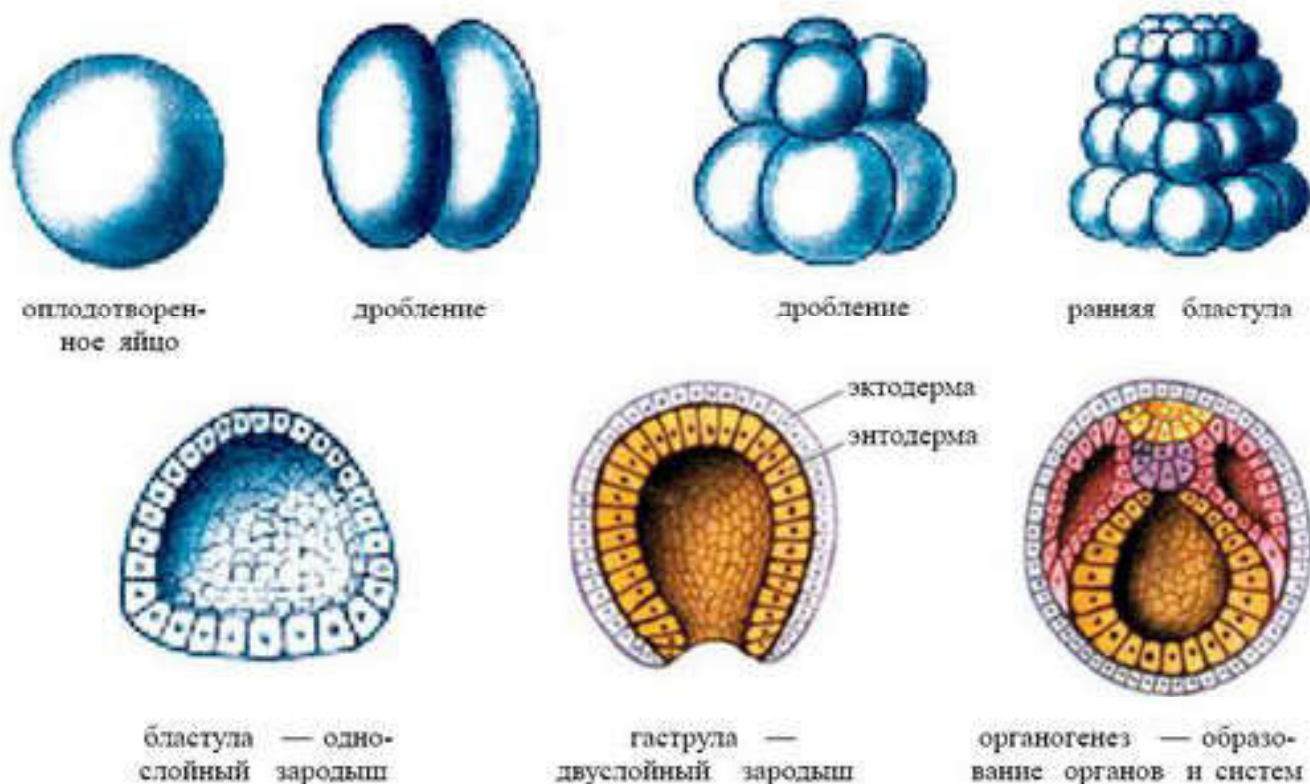 оплодотворен-
ное яйцо
дробление
дробление
ранняя бластула
эктодерма
энтодерма
бластула — одно-
слойный зародыш
гаструла —
двуслойный зародыш
органогенез — образо-
вание органов и систем